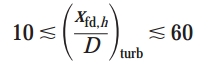 10 ≤ (x_fd,h / D)_turb ≤ 60